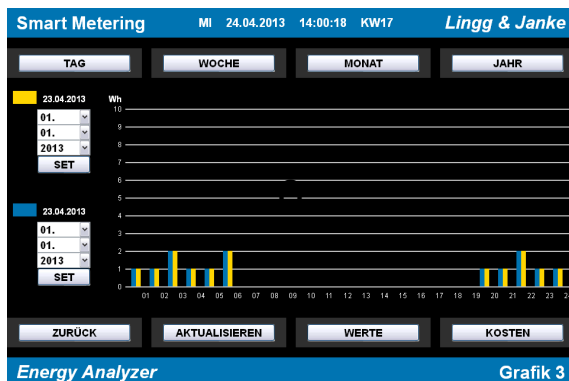 Smart Metering MI 24.04.2013 14:00:18 KW17 Lingg & Janke
TAG WOCHE MONAT JAHR
23.04.2013 Wh
01.
01.
2013
SET
10
9
8
7
6
5
4
3
2
1
0
23.04.2013
01.
01.
2013
SET
01 02 03 04 05 06 07 08 09 10 11 12 13 14 15 16 17 18 19 20 21 22 23
ZURÜCK AKTUALISIEREN WERTE KOSTEN
Energy Analyzer Grafik 3